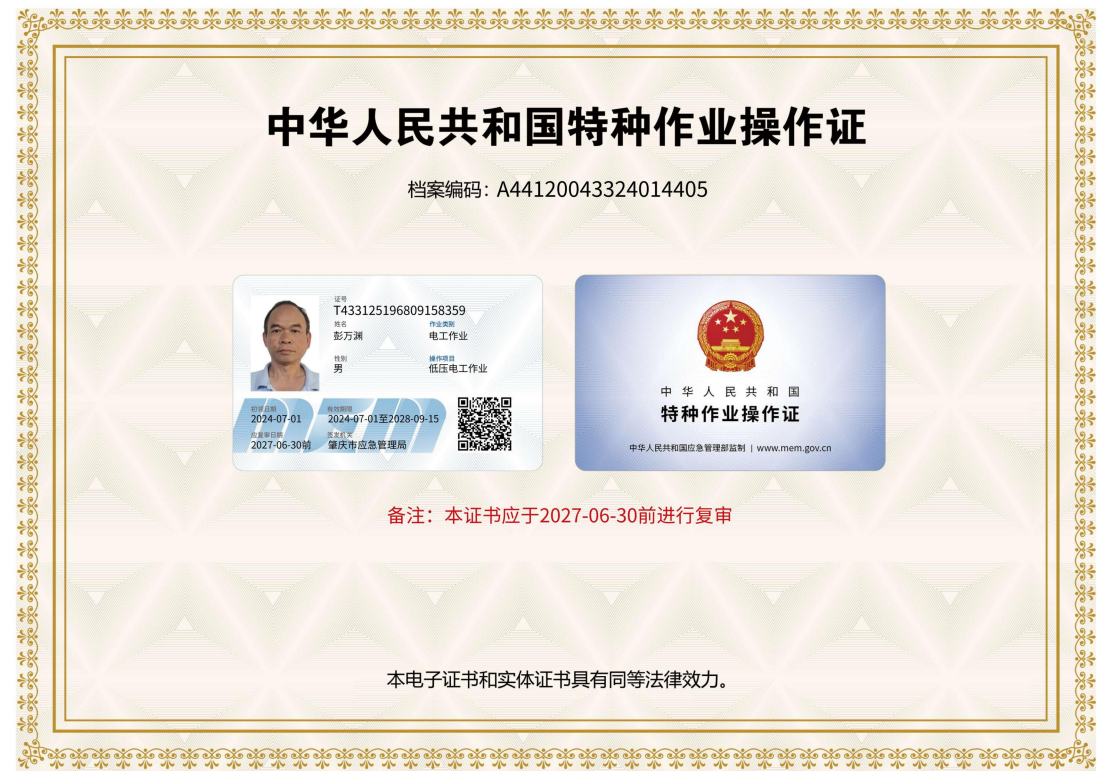 中华人民共和国特种作业操作证
档案编码：A44120043324014405
证号
T433125196809158359
姓名 作业类别
彭万渊 电工作业
性别 操作项目
男 低压电工作业
初领日期 有效期限
2024-07-01 2024-07-01至2028-09-15
应复审日期 签发机关
2027-06-30前 肇庆市应急管理局
中华人民共和国
特种作业操作证
中华人民共和国应急管理部监制 | www.mem.gov.cn
备注：本证书应于2027-06-30前进行复审
本电子证书和实体证书具有同等法律效力。